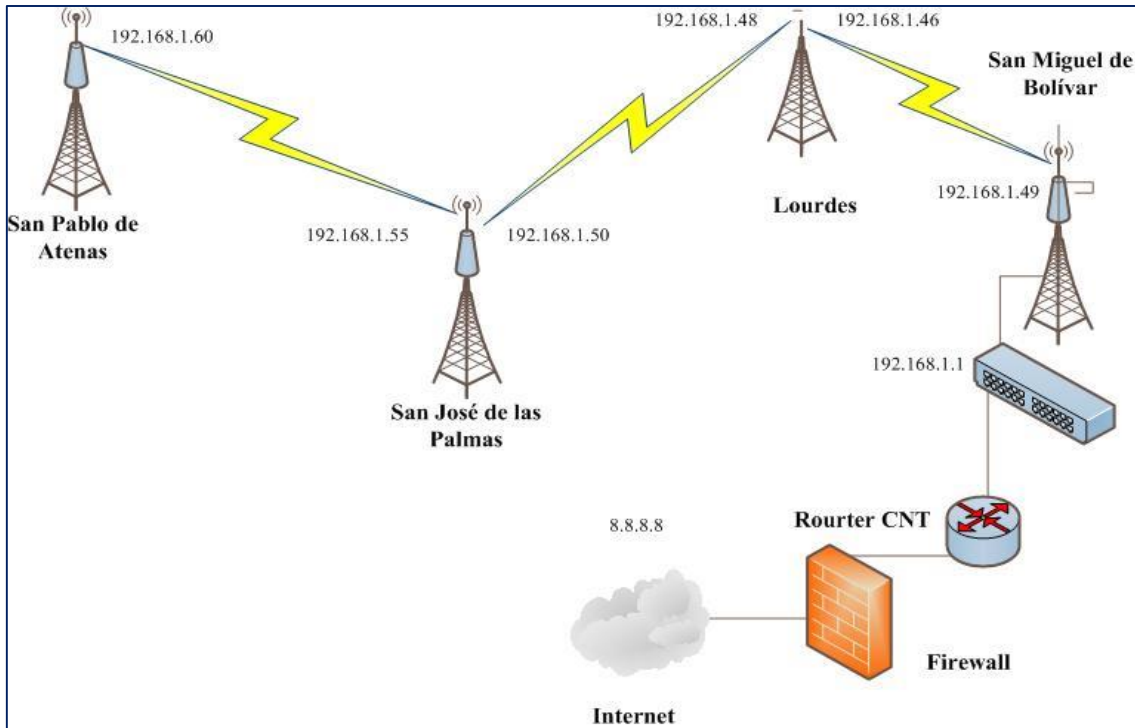 192.168.1.60
192.168.1.48
192.168.1.46
San Miguel de
Bolívar
192.168.1.49
Lourdes
San Pablo de
Atenas
192.168.1.55
192.168.1.50
192.168.1.1
San José de las
Palmas
Rourter CNT
8.8.8.8
Firewall
Internet